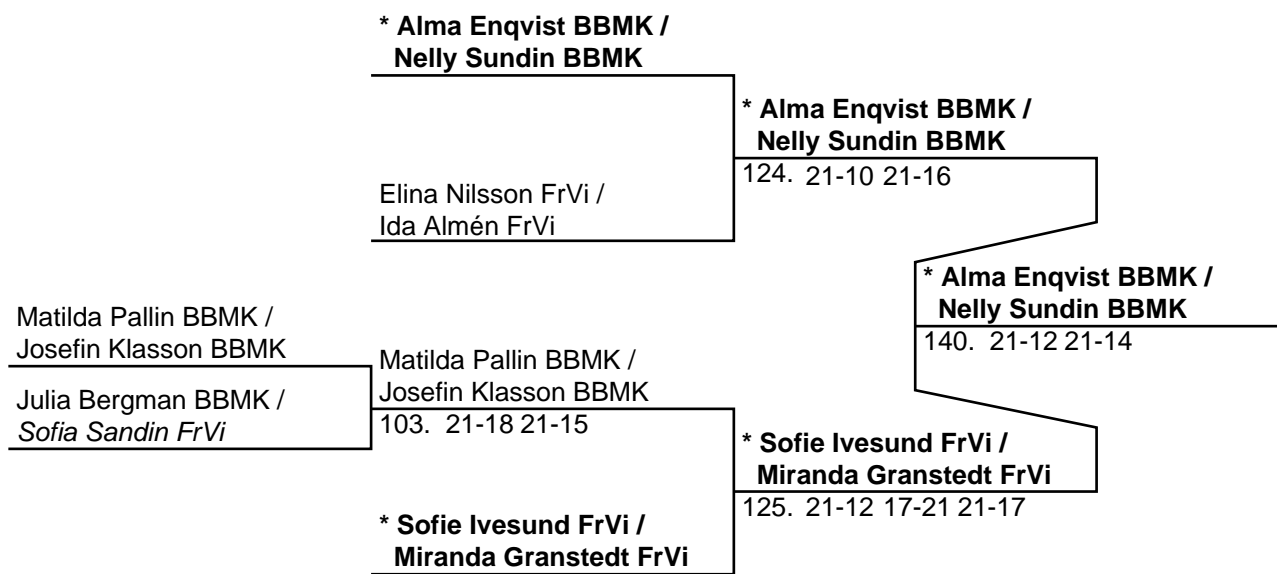 * Alma Enqvist BBMK /
Nelly Sundin BBMK
* Alma Enqvist BBMK /
Nelly Sundin BBMK
124. 21-10 21-16
Elina Nilsson FrVi /
Ida Almén FrVi
* Alma Enqvist BBMK /
Nelly Sundin BBMK
140. 21-12 21-14
Matilda Pallin BBMK /
Josefin Klasson BBMK
Julia Bergman BBMK /
Sofia Sandin FrVi
Matilda Pallin BBMK /
Josefin Klasson BBMK
103. 21-18 21-15
* Sofie Ivesund FrVi /
Miranda Granstedt FrVi
125. 21-12 17-21 21-17
* Sofie Ivesund FrVi /
Miranda Granstedt FrVi